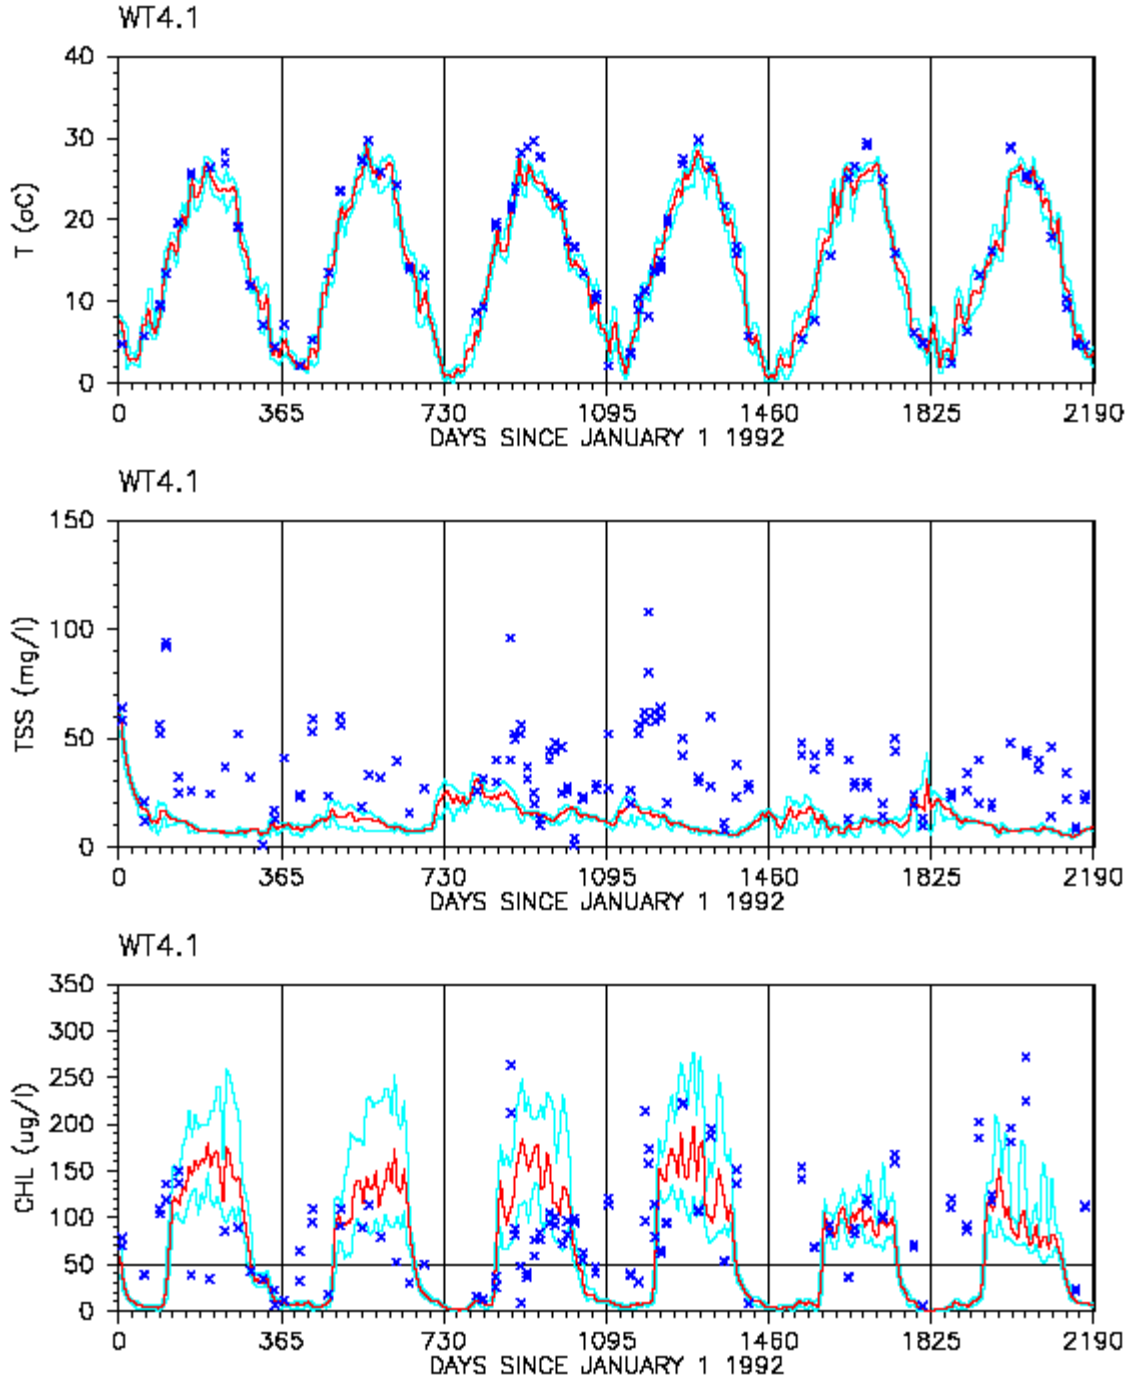 WT4.1
40
30
20
10
0
T (oC)
0 365 730 1095 1460 1825 2190
DAYS SINCE JANUARY 1 1992
WT4.1
150
100
50
0
TSS (mg/l)
0 365 730 1095 1460 1825 2190
DAYS SINCE JANUARY 1 1992
WT4.1
350
300
250
200
150
100
50
0
CHL (ug/l)
0 365 730 1095 1460 1825 2190
DAYS SINCE JANUARY 1 1992